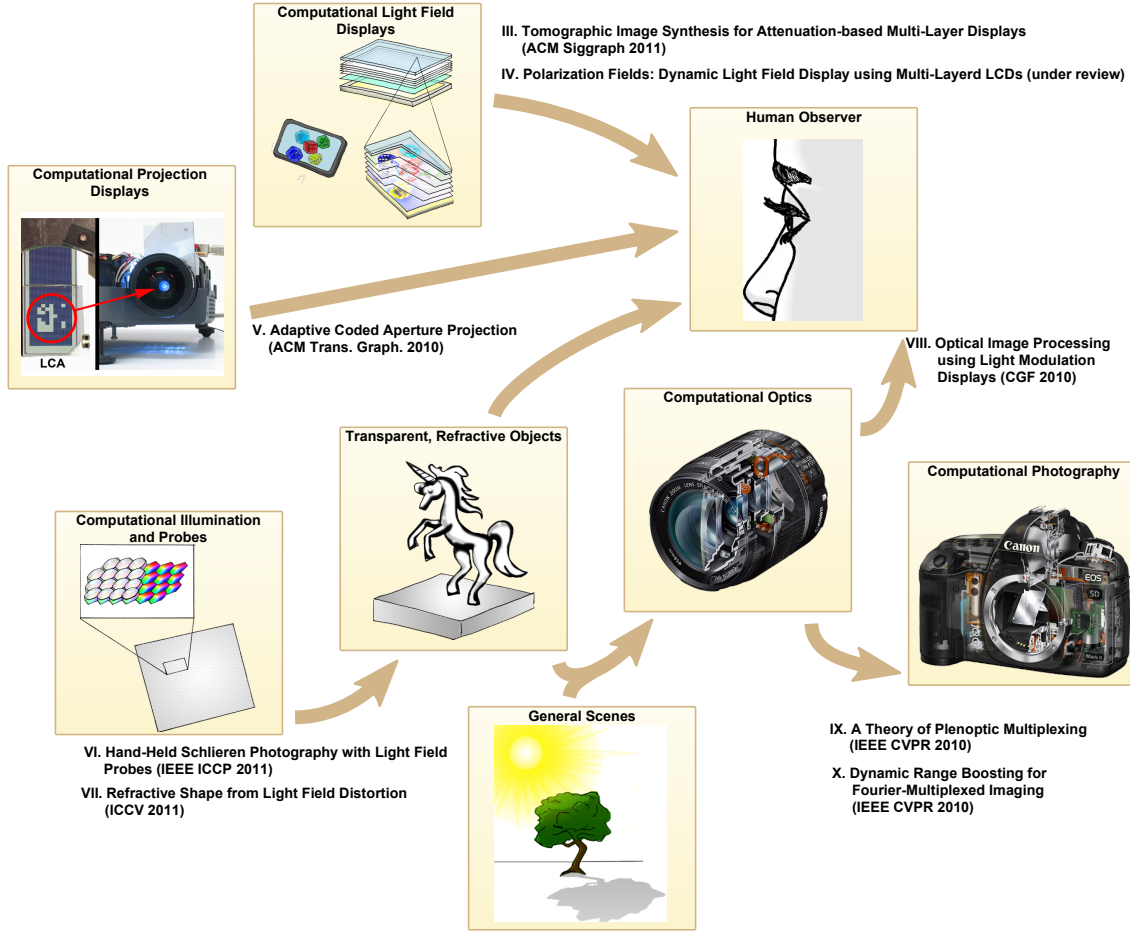 Computational Light Field
Displays
III. Tomographic Image Synthesis for Attenuation-based Multi-Layer Displays
(ACM Siggraph 2011)
IV. Polarization Fields: Dynamic Light Field Display using Multi-Layerd LCDs (under review)
Human Observer
Computational Projection
Displays
LCA
V. Adaptive Coded Aperture Projection
(ACM Trans. Graph. 2010)
VIII. Optical Image Processing
using Light Modulation
Displays (CGF 2010)
Computational Optics
CANON ZOOM LENS
Transparent, Refractive Objects
Computational Photography
Canon
EOS
5D
Mark II
Computational Illumination
and Probes
VI. Hand-Held Schlieren Photography with Light Field
Probes (IEEE ICCP 2011)
VII. Refractive Shape from Light Field Distortion
(ICCV 2011)
General Scenes
IX. A Theory of Plenoptic Multiplexing
(IEEE CVPR 2010)
X. Dynamic Range Boosting for
Fourier-Multiplexed Imaging
(IEEE CVPR 2010)